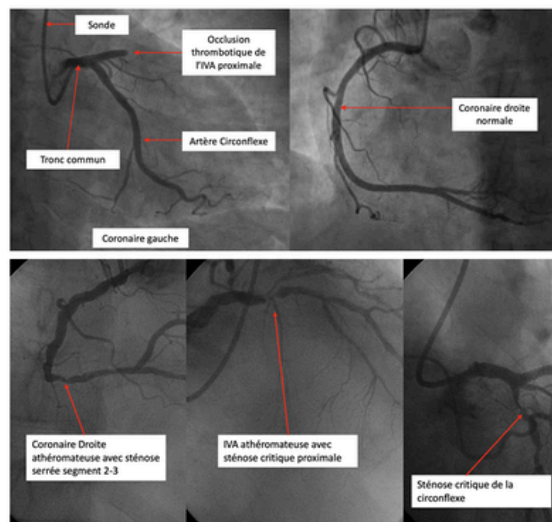 Sonde
Occlusion
thrombotique de
l'IVA proximale
Coronaire droite
normale
Artère Circonflexe
Tronc commun
Coronaire gauche
Coronaire Droite
athéromateuse avec sténose
serrée segment 2-3
IVA athéromateuse avec
sténose critique proximale
Sténose critique de la
circonflexe